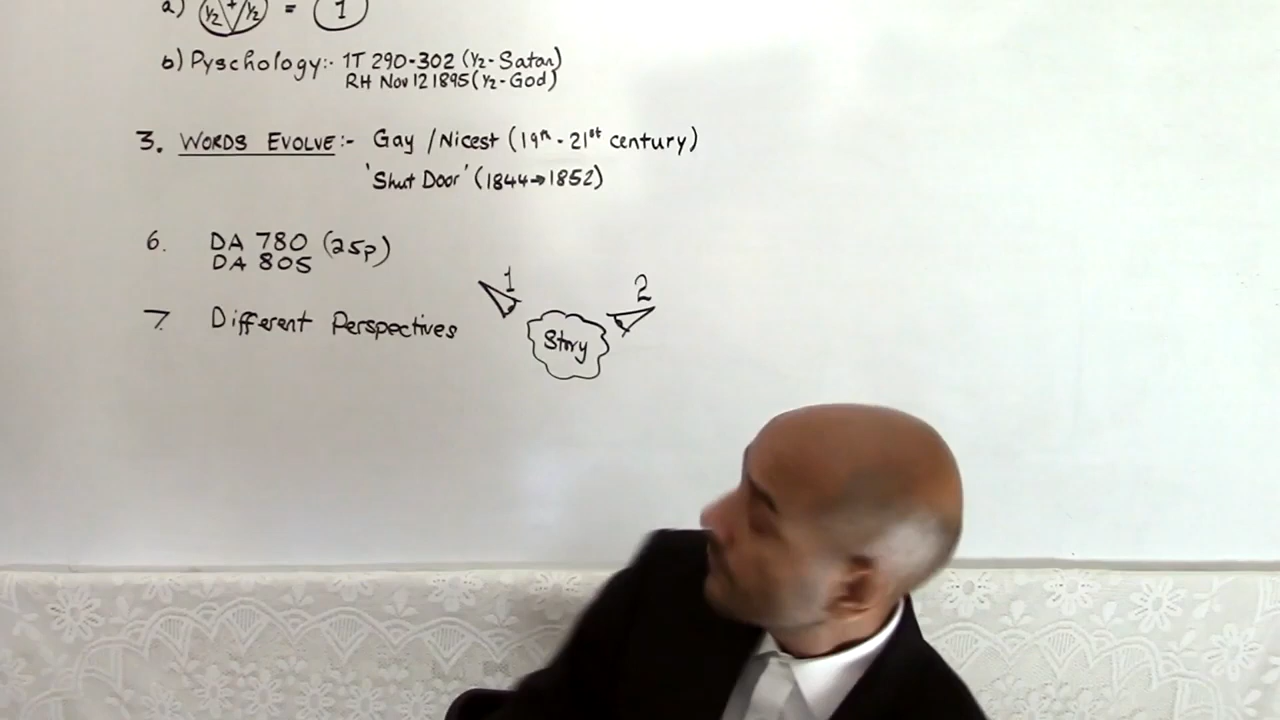 a) ½ + ½ = 1
b) Pyschology:- 1T 290-302 (½-Satan)
RH Nov 12 1895 (½-God)
3. WORDS EVOLVE:- Gay / Nicest (19th - 21st century)
'Shut Door' (1844→1852)
6. DA 780 (25p)
DA 805
7. Different Perspectives
1
2
Story